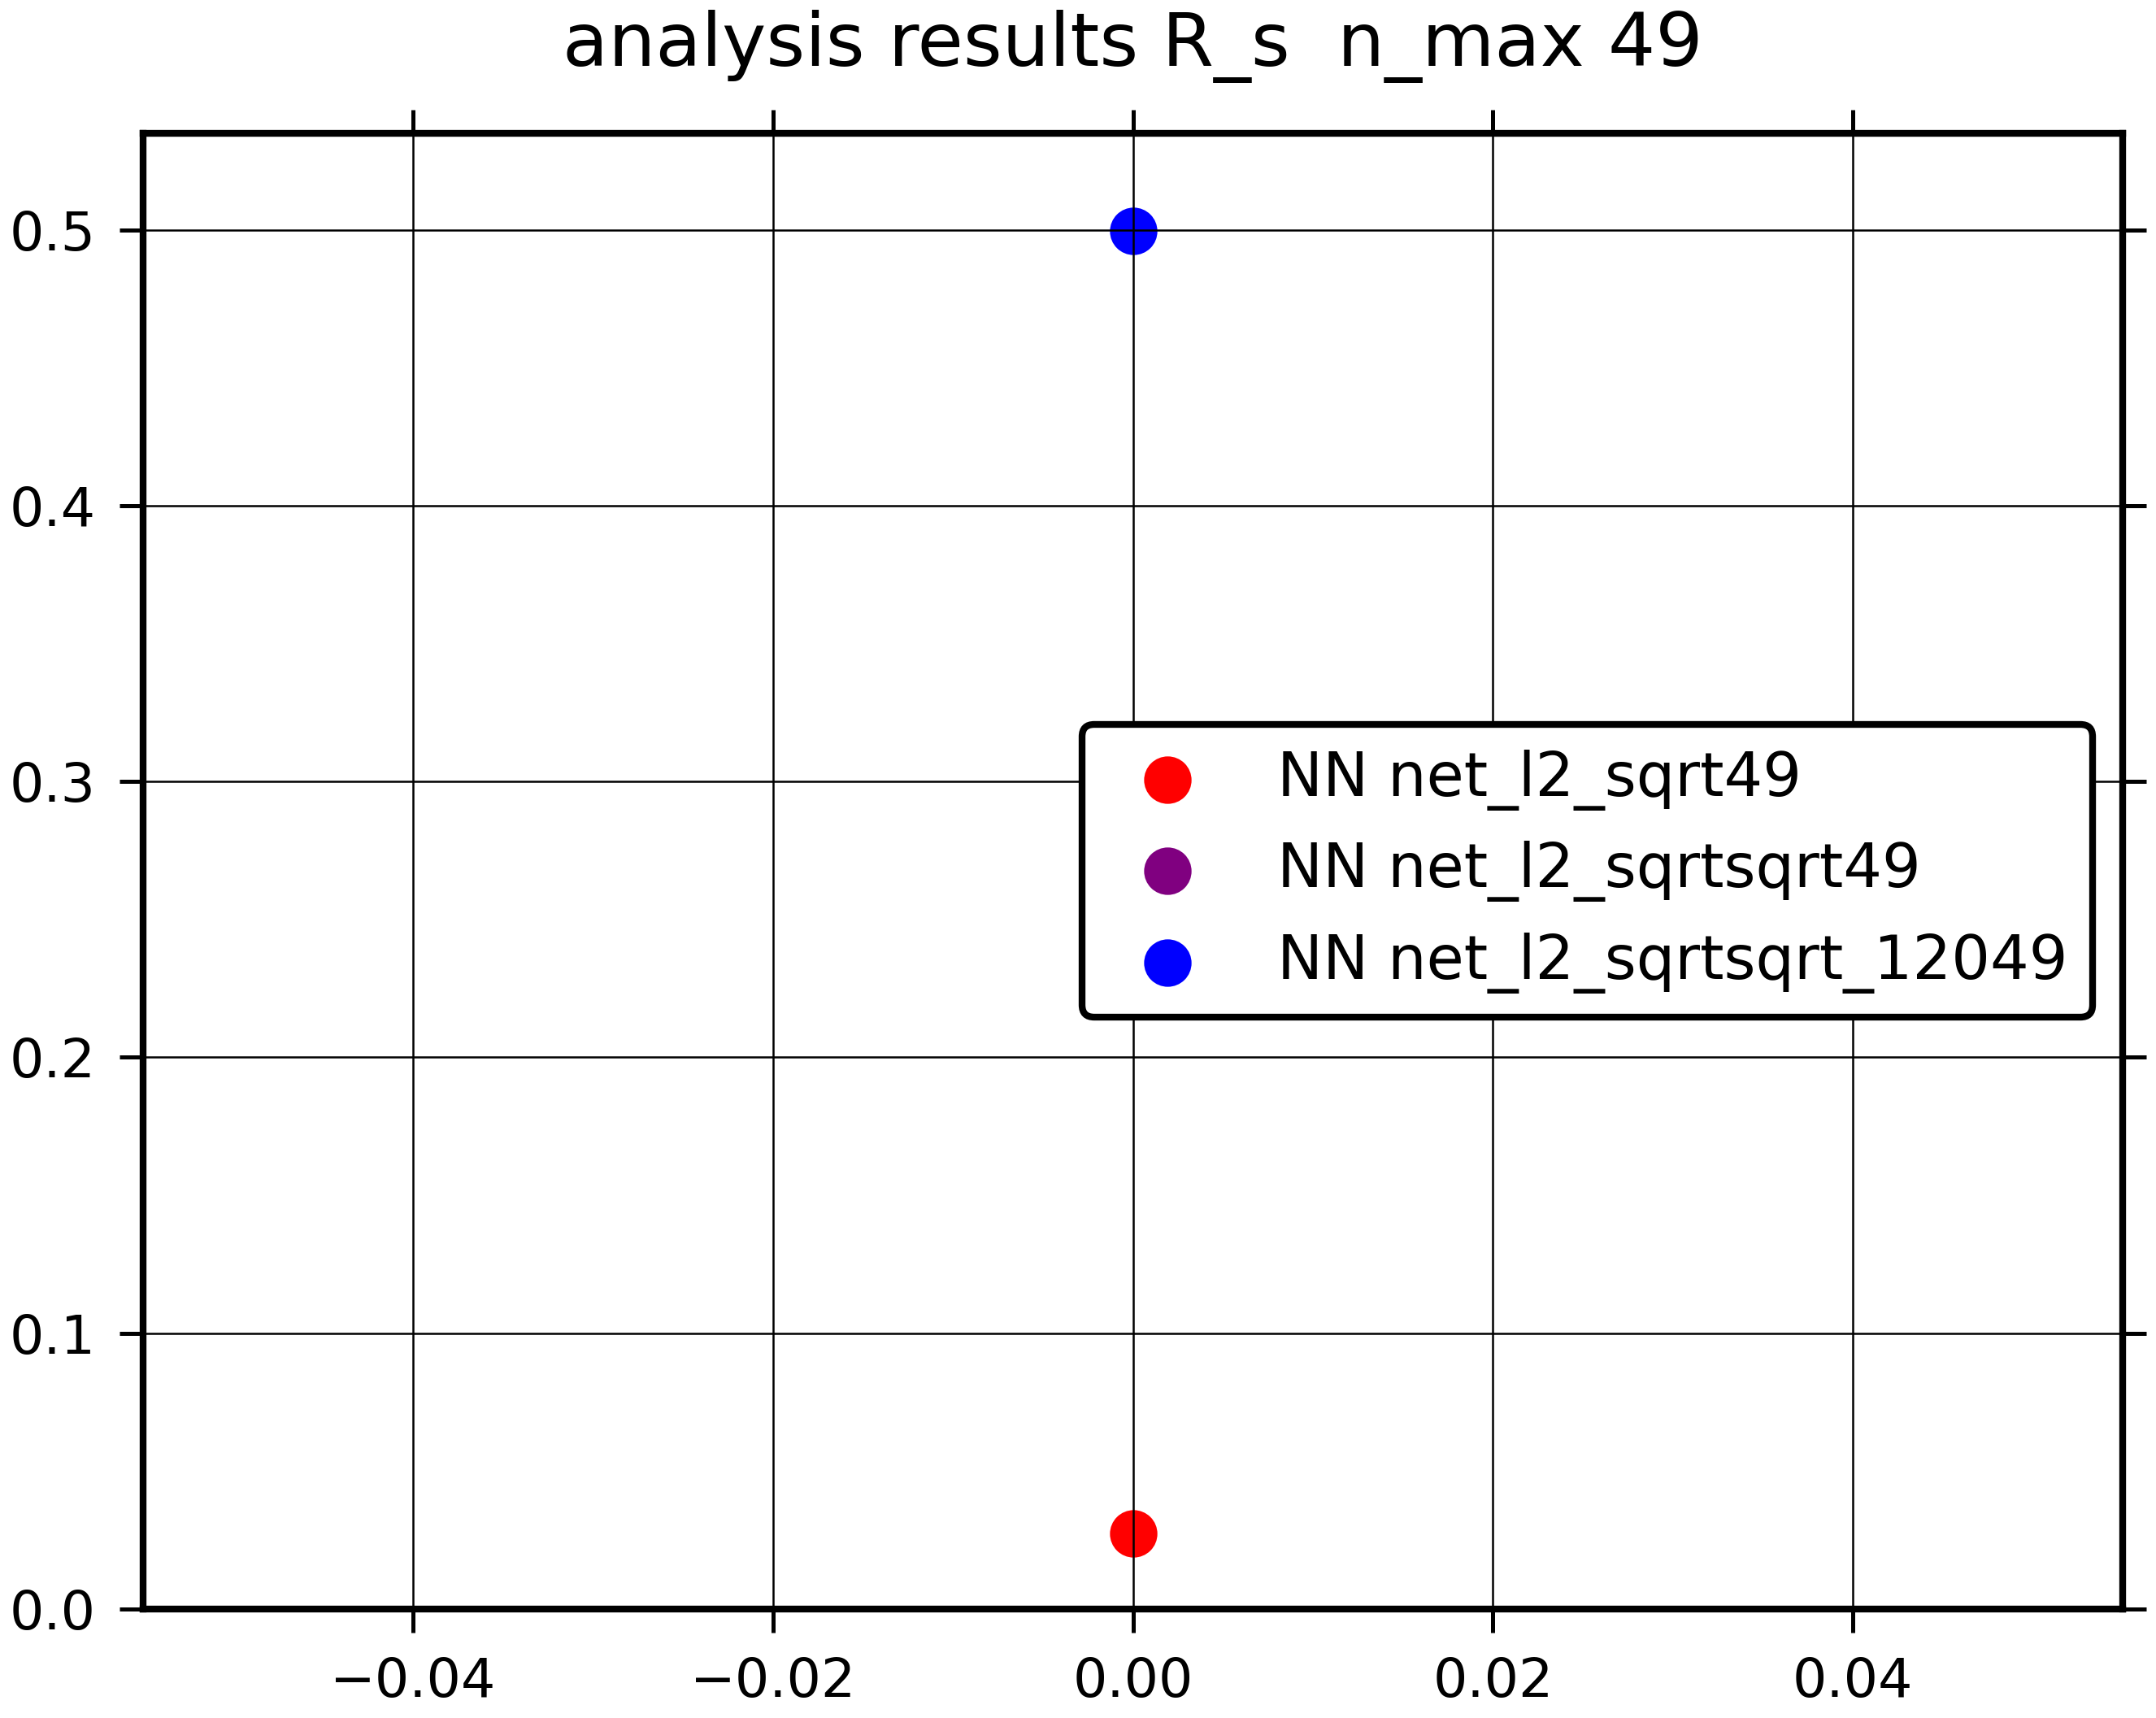 analysis results R_s  n_max 49
0.5
0.4
0.3
0.2
0.1
0.0
NN net_l2_sqrt49
NN net_l2_sqrtsqrt49
NN net_l2_sqrtsqrt_12049
−0.04 −0.02 0.00 0.02 0.04